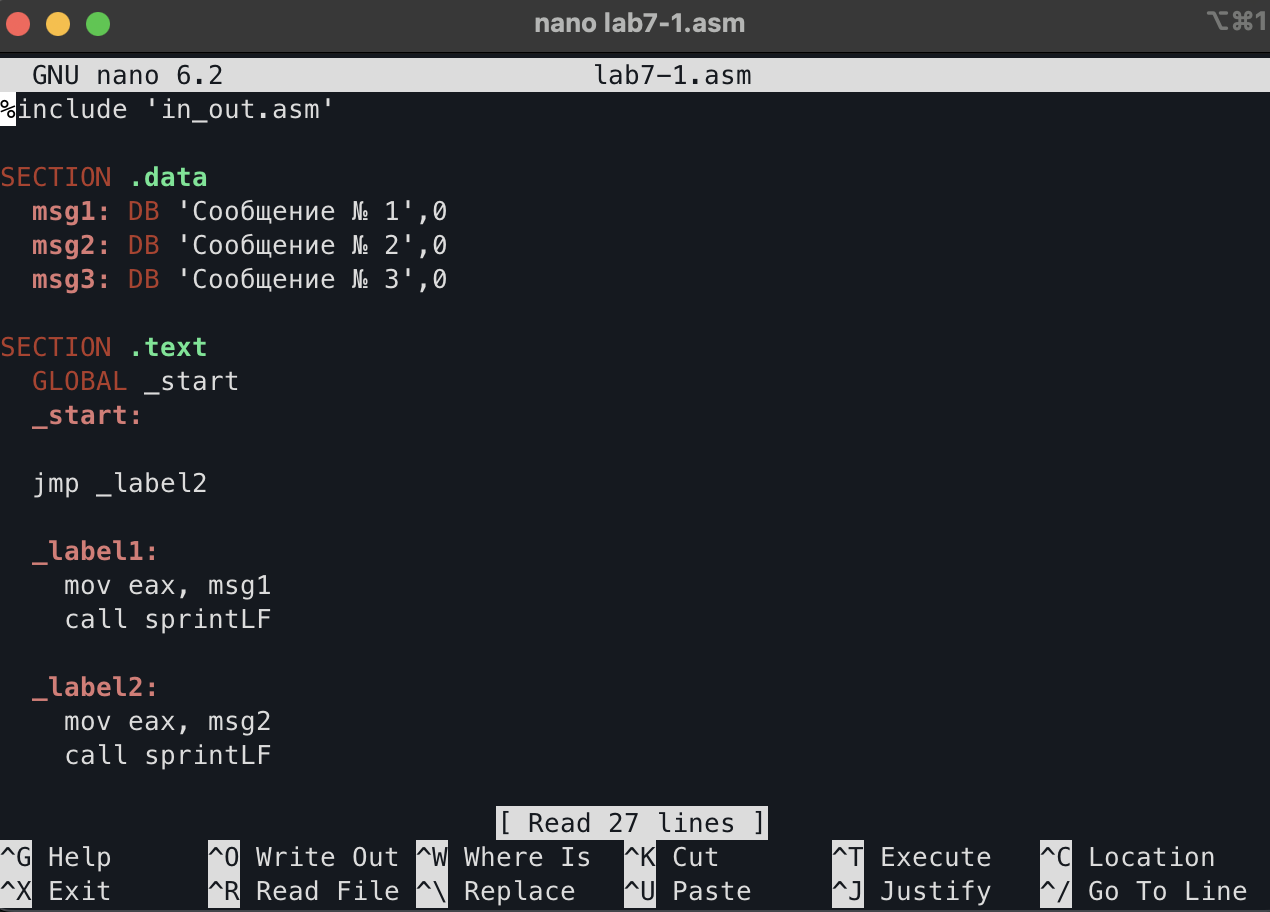 nano lab7-1.asm ⌥⌘1
GNU nano 6.2 lab7-1.asm
%include 'in_out.asm'
SECTION .data
msg1: DB 'Сообщение № 1',0
msg2: DB 'Сообщение № 2',0
msg3: DB 'Сообщение № 3',0
SECTION .text
GLOBAL _start
_start:
jmp _label2
_label1:
mov eax, msg1
call sprintLF
_label2:
mov eax, msg2
call sprintLF
[ Read 27 lines ]
^G Help ^O Write Out ^W Where Is ^K Cut ^T Execute ^C Location
^X Exit ^R Read File ^\ Replace ^U Paste ^J Justify ^/ Go To Line